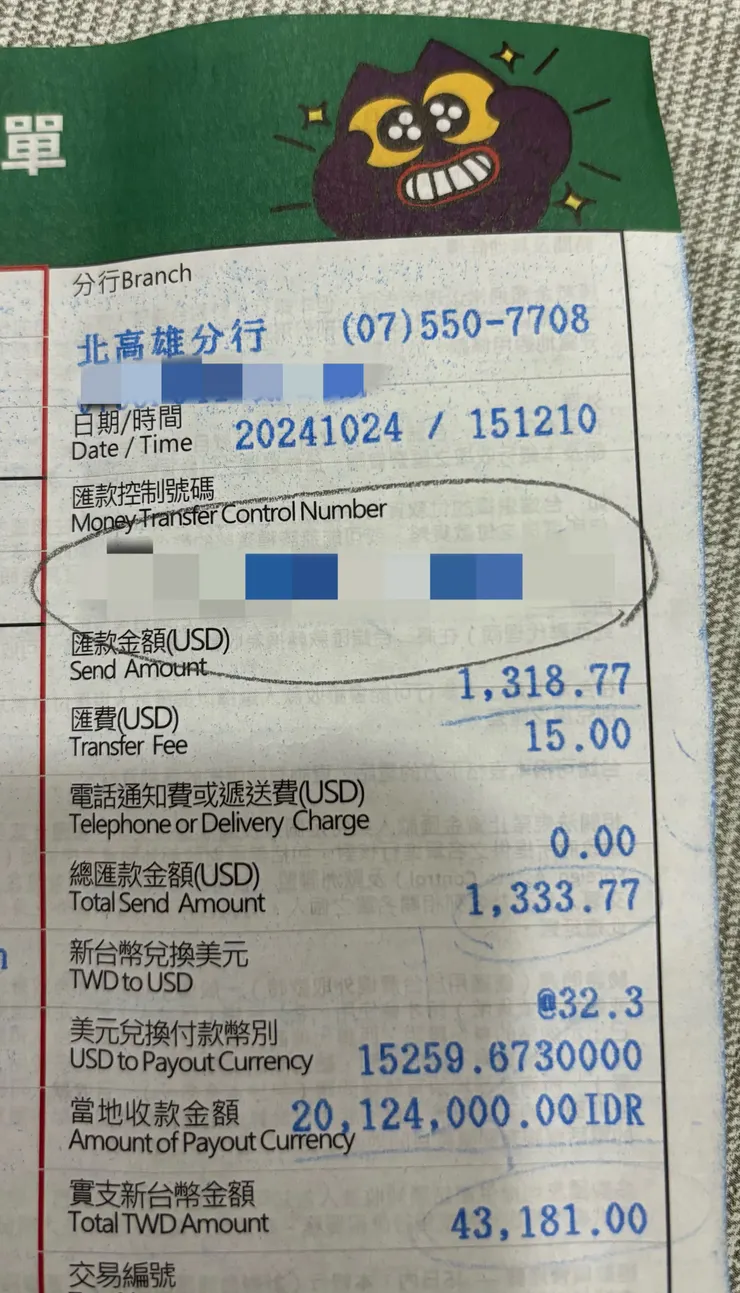 單
分行Branch
北高雄分行 (07)550-7708
日期/時間
Date / Time 20241024 / 151210
匯款控制號碼
Money Transfer Control Number
匯款金額(USD)
Send Amount 1,318.77
匯費(USD)
Transfer Fee 15.00
電話通知費或遞送費(USD)
Telephone or Delivery Charge
0.00
總匯款金額(USD)
Total Send Amount 1,333.77
新台幣兌換美元
TWD to USD
@32.3
美元兌換付款幣別
USD to Payout Currency 15259.6730000
當地收款金額 20,124,000.00IDR
Amount of Payout Currency
實支新台幣金額
Total TWD Amount 43,181.00
交易編號